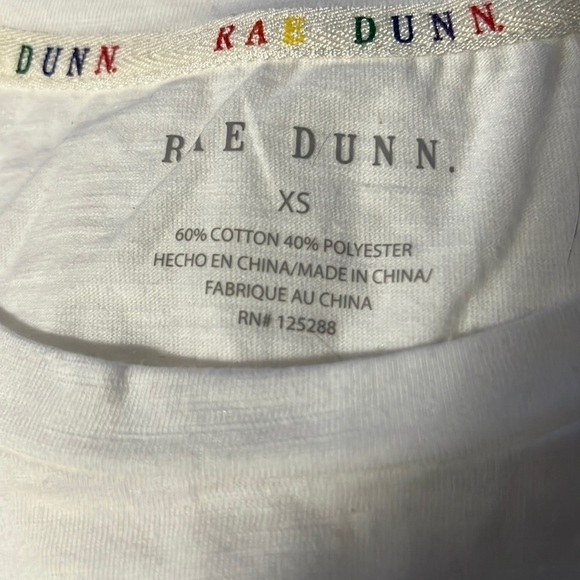 DUNN. RAE DUNN.
RAE DUNN.
XS
60% COTTON 40% POLYESTER
HECHO EN CHINA/MADE IN CHINA/
FABRIQUE AU CHINA
RN# 125288